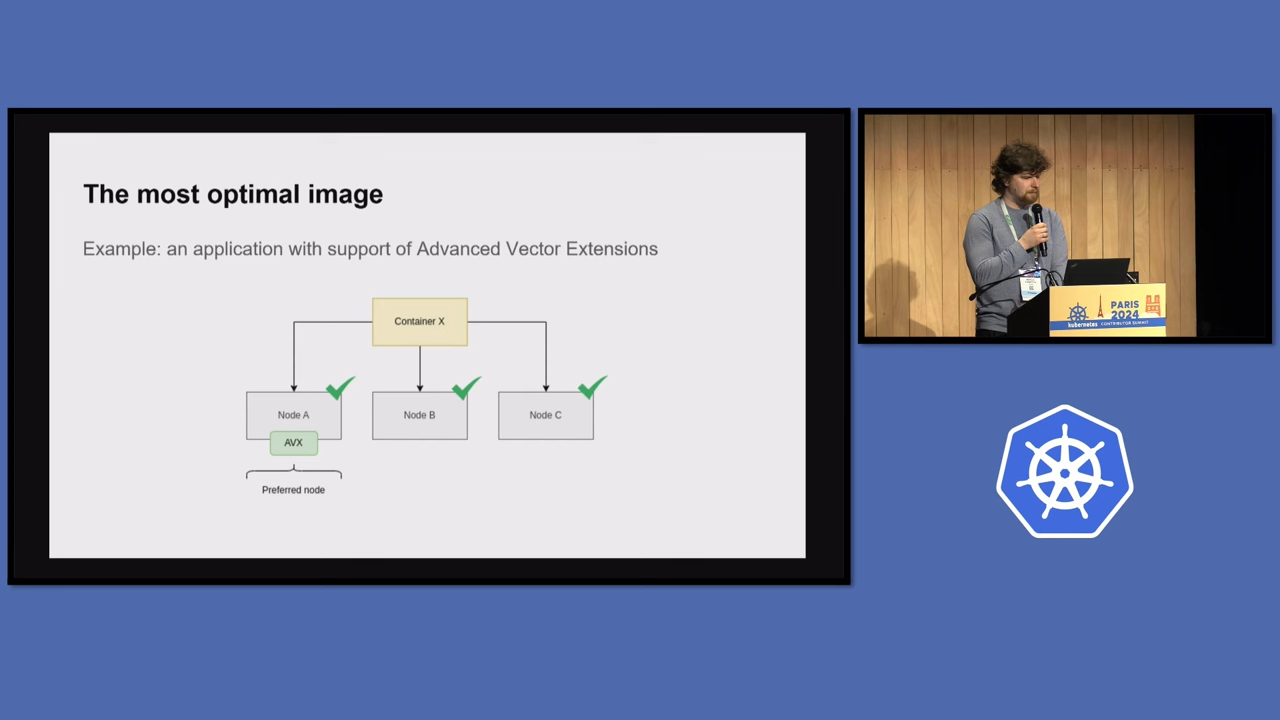 The most optimal image
Example: an application with support of Advanced Vector Extensions
Container X
Node A
Node B
Node C
AVX
Preferred node
PARIS
2024
kubernetes CONTRIBUTOR SUMMIT